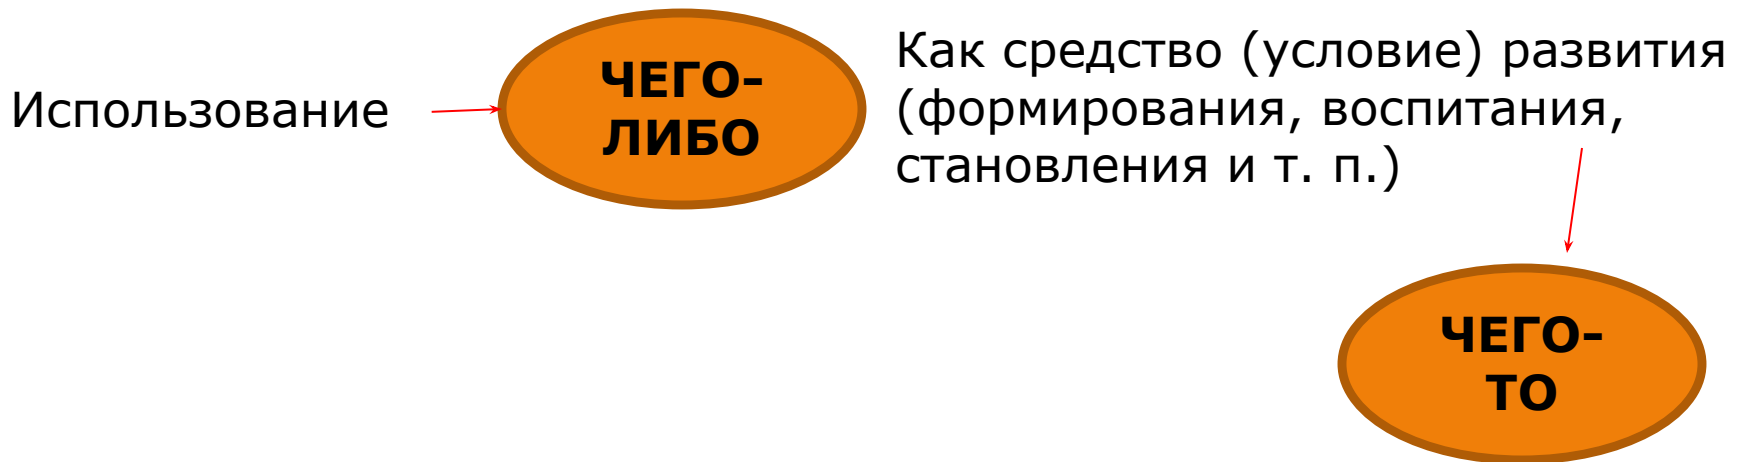 Использование
ЧЕГО-
ЛИБО
Как средство (условие) развития
(формирования, воспитания,
становления и т. п.)
ЧЕГО-
ТО